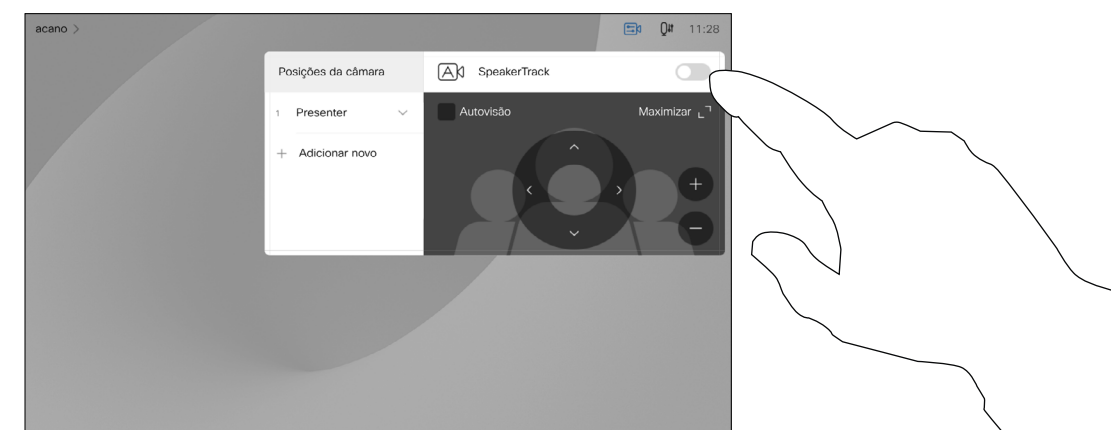 acano >
11:28
Posições da câmara
A SpeakerTrack
1 Presenter
Autovisão
Maximizar
+ Adicionar novo
+
−